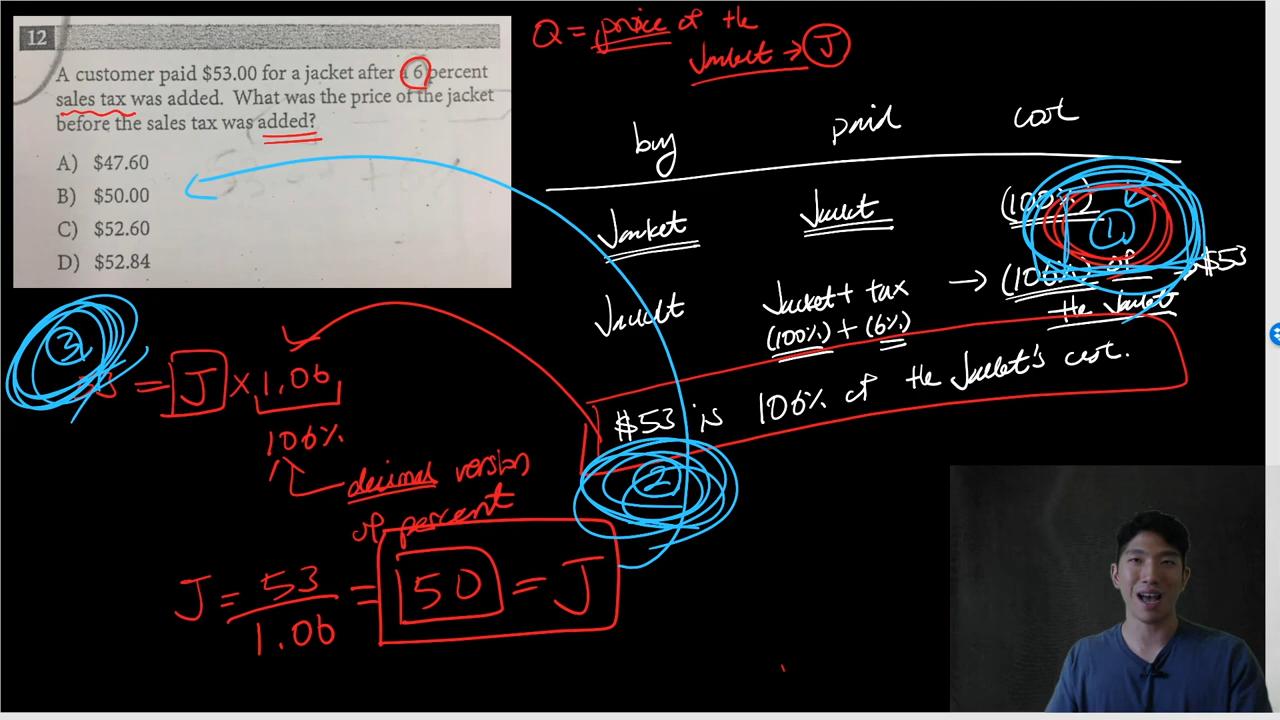 12
A customer paid $53.00 for a jacket after a 6 percent
sales tax was added. What was the price of the jacket
before the sales tax was added?
A) $47.60
B) $50.00
C) $52.60
D) $52.84
Q = price of the
Jacket → J
buy paid cost
Jacket Jacket (100%)
1
Jacket Jacket + tax → (106%) of → $53
(100%) + (6%) the Jacket
$53 is 106% of the Jacket's cost.
2
3
53 = J × 1.06
106%
decimal version
of percent
J = 53 / 1.06 = 50 = J